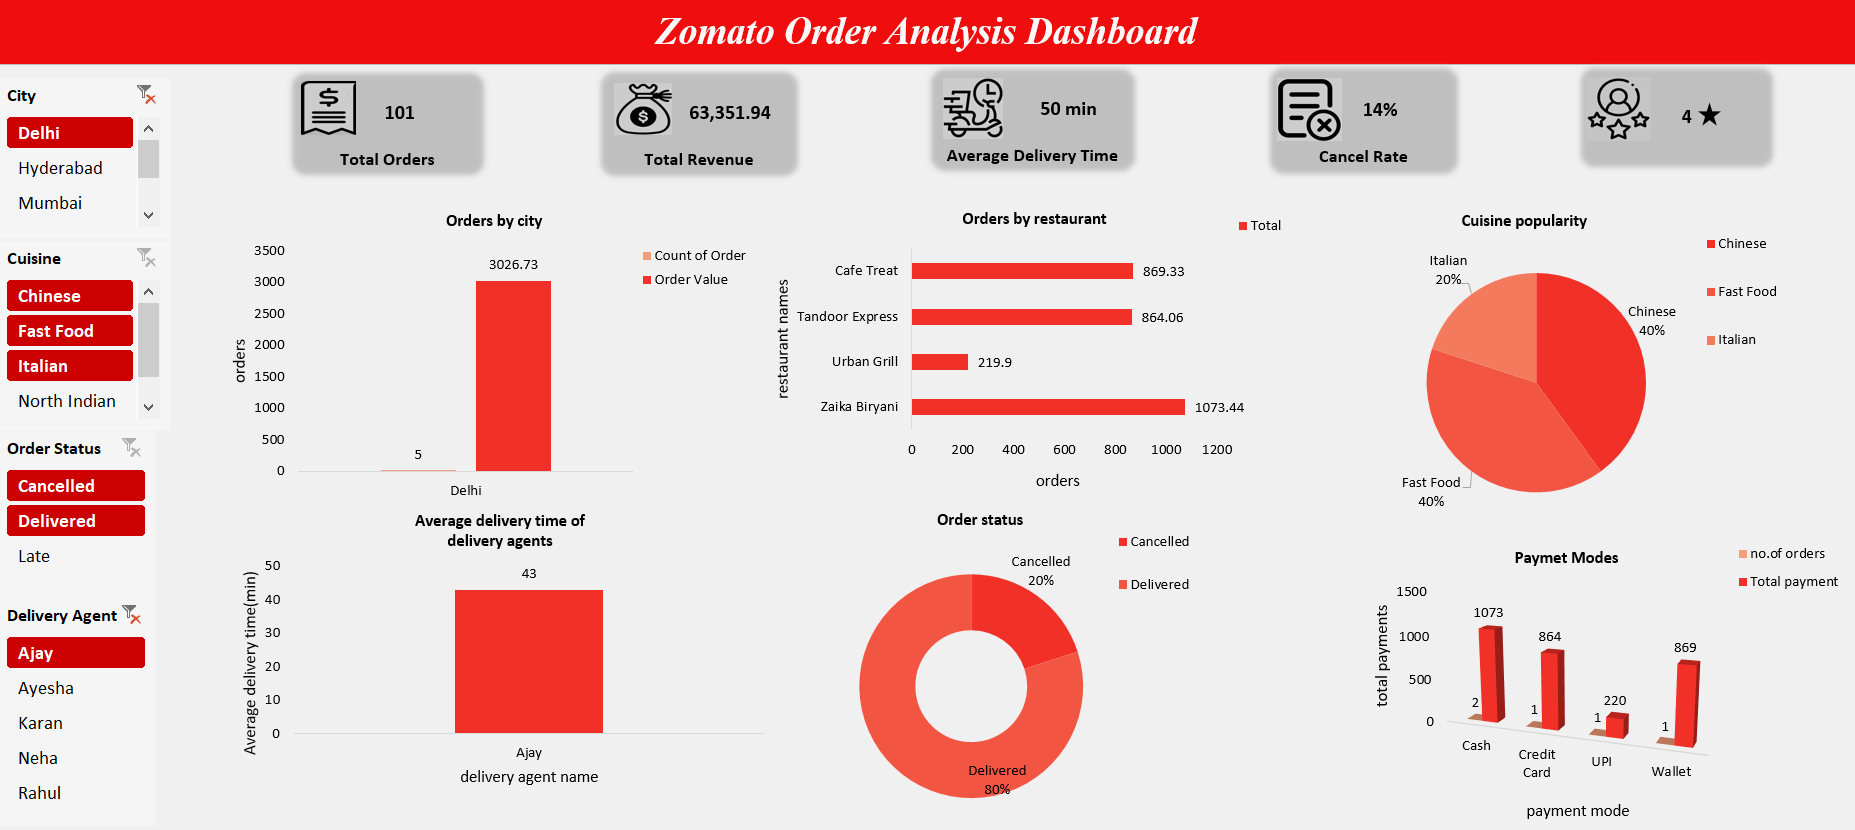 Zomato Order Analysis Dashboard
City
Delhi
Hyderabad
Mumbai
Cuisine
Chinese
Fast Food
Italian
North Indian
Order Status
Cancelled
Delivered
Late
Delivery Agent
Ajay
Ayesha
Karan
Neha
Rahul
101
Total Orders
63,351.94
Total Revenue
50 min
Average Delivery Time
14%
Cancel Rate
4 ★
Orders by city
Count of Order
Order Value
orders
3500
3000
2500
2000
1500
1000
500
0
5
3026.73
Delhi
Orders by restaurant
Total
restaurant names
Cafe Treat
869.33
Tandoor Express
864.06
Urban Grill
219.9
Zaika Biryani
1073.44
0 200 400 600 800 1000 1200
orders
Cuisine popularity
Chinese
Fast Food
Italian
Italian
20%
Chinese
40%
Fast Food
40%
Average delivery time of
delivery agents
Average delivery time(min)
50
40
30
20
10
0
43
Ajay
delivery agent name
Order status
Cancelled
Delivered
Cancelled
20%
Delivered
80%
Paymet Modes
no.of orders
Total payment
total payments
1500
1000
500
0
2
1073
1
864
1
220
1
869
Cash
Credit
Card
UPI
Wallet
payment mode